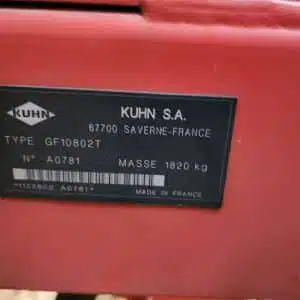 KUHN
KUHN S.A.
67700 SAVERNE-FRANCE
TYPE GF10802T
N° A0781 MASSE 1820 kg
MADE IN FRANCE